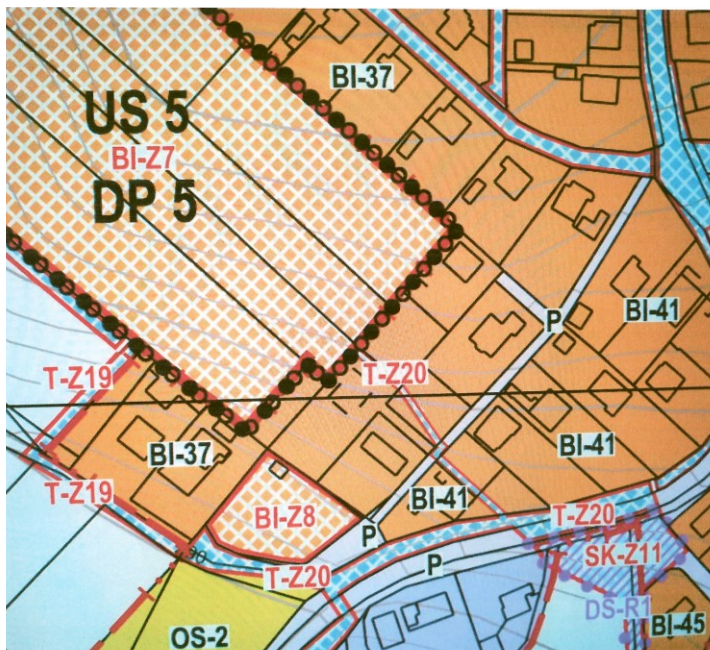 BI-37
US 5
BI-Z7
DP 5
BI-41
P
T-Z19
T-Z20
BI-37
BI-41
T-Z19
BI-Z8
BI-41
T-Z20
P
SK-Z11
P
T-Z20
DS-R1
OS-2
BI-45